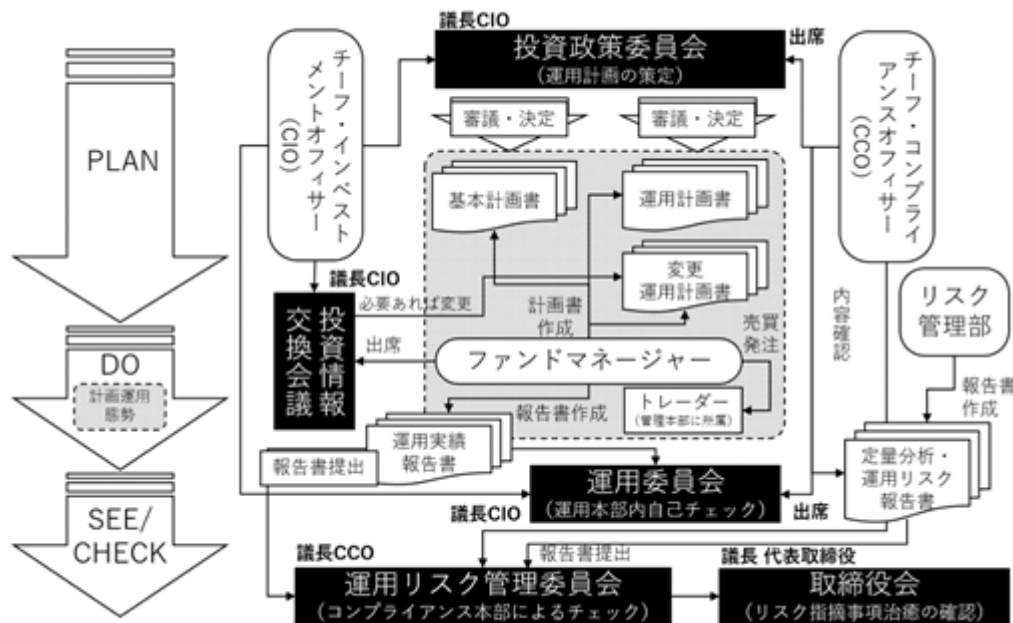 PLAN
DO
計画運用
態勢
SEE/
CHECK
チーフ・インベスト
メントオフィサー
(CIO)
議長CIO
投資政策委員会
(運用計画の策定)
出席
チーフ・コンプライ
アンスオフィサー
(CCO)
審議・決定
審議・決定
基本計画書
運用計画書
変更
運用計画書
議長CIO
投資情報
交換会議
必要あれば変更
計画書
作成
売買
発注
出席
ファンドマネージャー
トレーダー
(管理本部に所属)
報告書作成
運用実績
報告書
報告書提出
内容確認
リスク
管理部
報告書
作成
定量分析・
運用リスク
報告書
運用委員会
(運用本部内自己チェック)
議長CIO
出席
報告書提出
議長CCO
運用リスク管理委員会
(コンプライアンス本部によるチェック)
議長 代表取締役
取締役会
(リスク指摘事項治癒の確認)